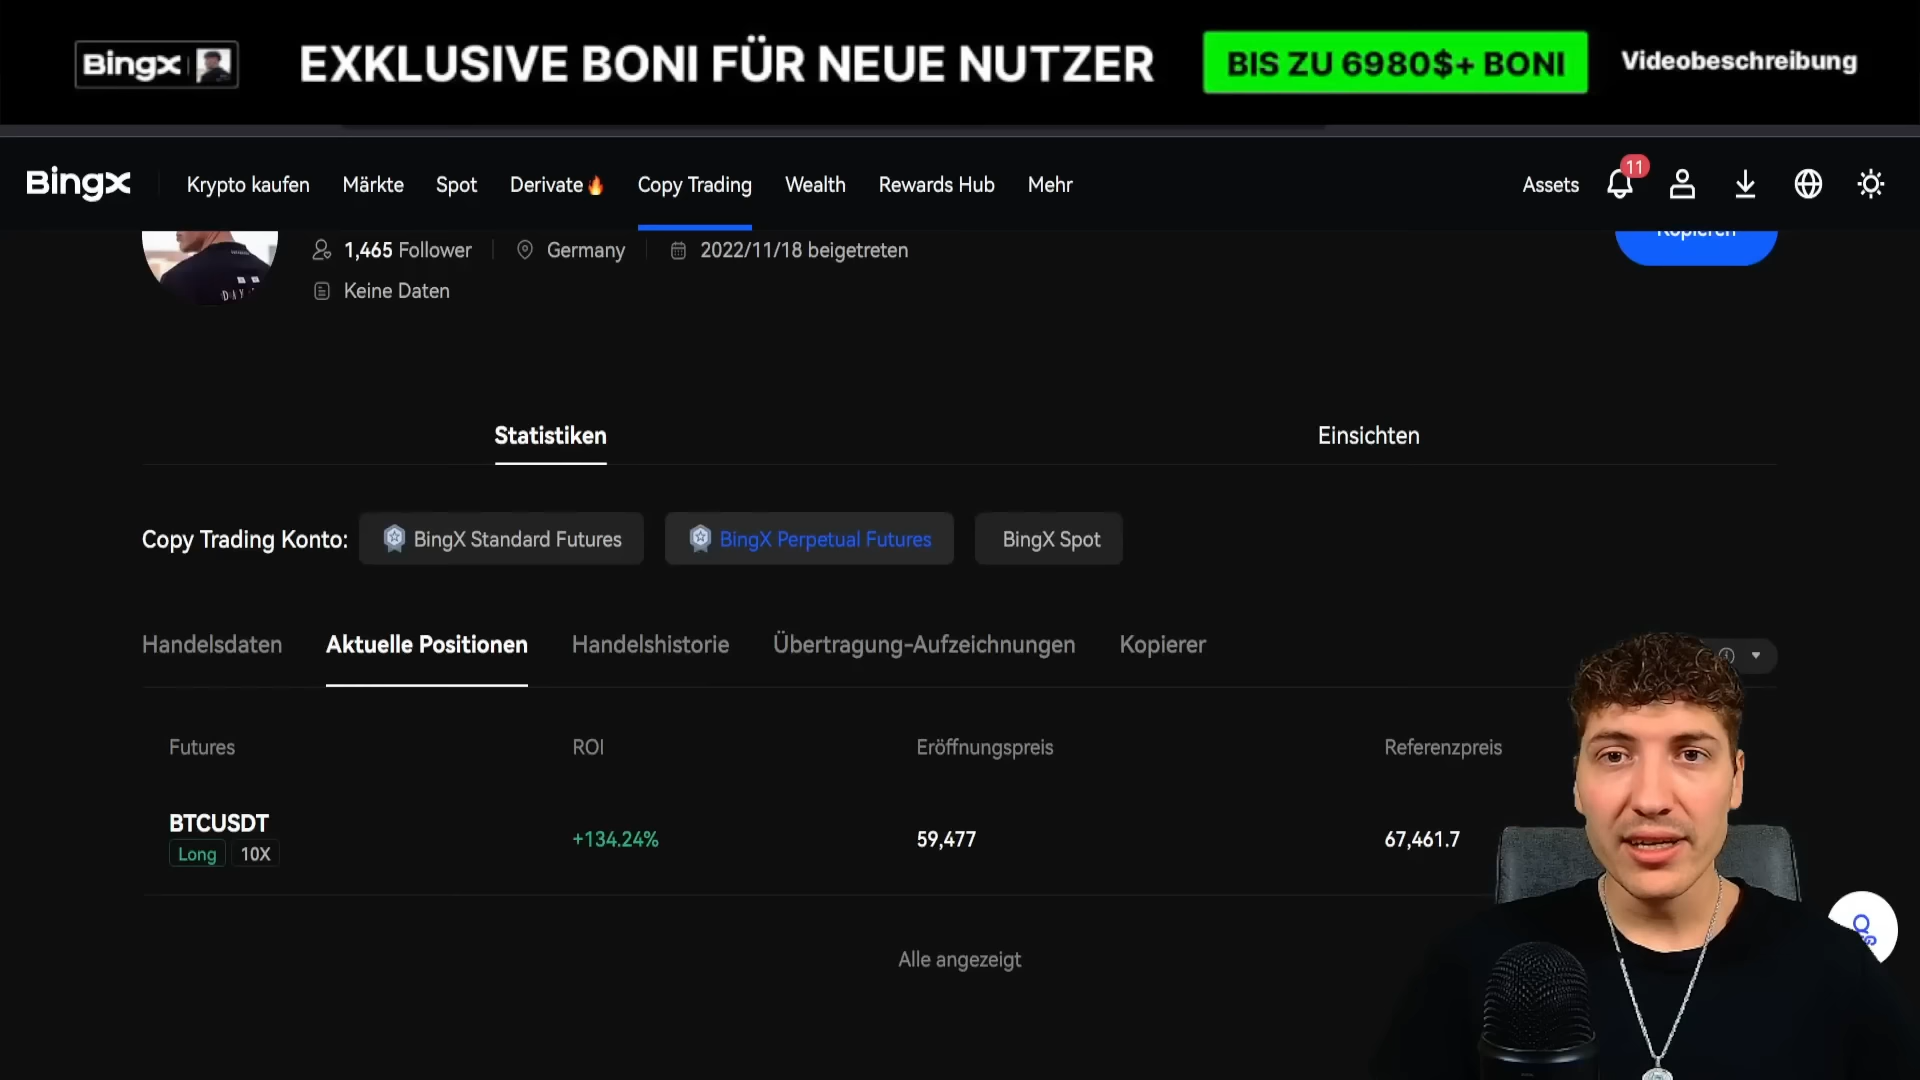 BingX
EXKLUSIVE BONI FÜR NEUE NUTZER
BIS ZU 6980$+ BONI
Videobeschreibung
BingX
Krypto kaufen
Märkte
Spot
Derivate
Copy Trading
Wealth
Rewards Hub
Mehr
Assets
11
1,465 Follower
Germany
2022/11/18 beigetreten
Kopieren
Keine Daten
Statistiken
Einsichten
Copy Trading Konto:
BingX Standard Futures
BingX Perpetual Futures
BingX Spot
Handelsdaten
Aktuelle Positionen
Handelshistorie
Übertragung-Aufzeichnungen
Kopierer
Futures
ROI
Eröffnungspreis
Referenzpreis
BTCUSDT
Long
10X
+134.24%
59,477
67,461.7
Alle angezeigt